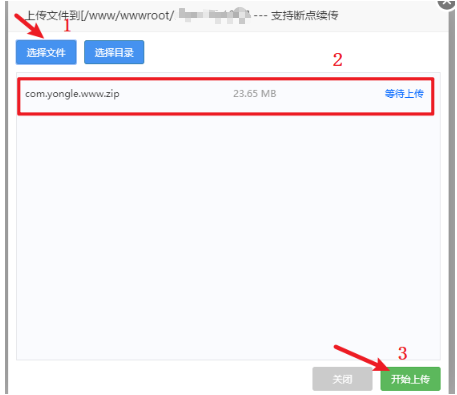 上传文件到[/www/wwwroot/ --- 支持断点续传
1
选择文件 选择目录
2
com.yongle.www.zip 23.65 MB 等待上传
3
关闭 开始上传